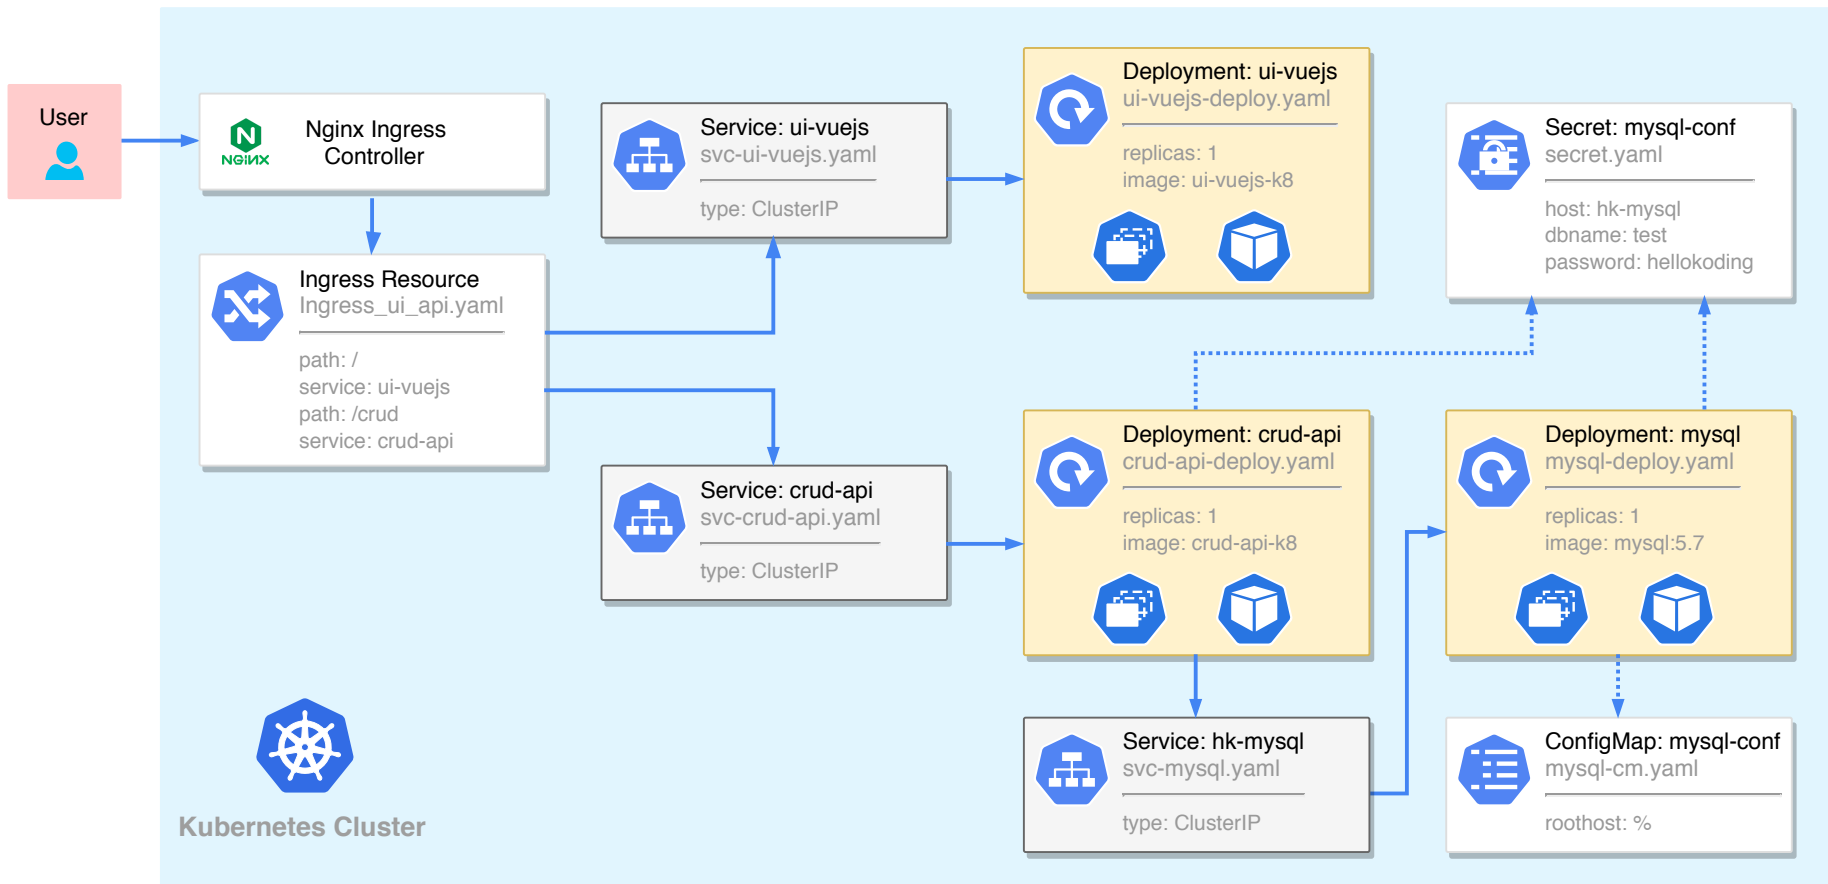 User
NGINX
Nginx Ingress
Controller
Ingress Resource
Ingress_ui_api.yaml
path: /
service: ui-vuejs
path: /crud
service: crud-api
Service: ui-vuejs
svc-ui-vuejs.yaml
type: ClusterIP
Deployment: ui-vuejs
ui-vuejs-deploy.yaml
replicas: 1
image: ui-vuejs-k8
Secret: mysql-conf
secret.yaml
host: hk-mysql
dbname: test
password: hellokoding
Service: crud-api
svc-crud-api.yaml
type: ClusterIP
Deployment: crud-api
crud-api-deploy.yaml
replicas: 1
image: crud-api-k8
Deployment: mysql
mysql-deploy.yaml
replicas: 1
image: mysql:5.7
Service: hk-mysql
svc-mysql.yaml
type: ClusterIP
ConfigMap: mysql-conf
mysql-cm.yaml
roothost: %
Kubernetes Cluster